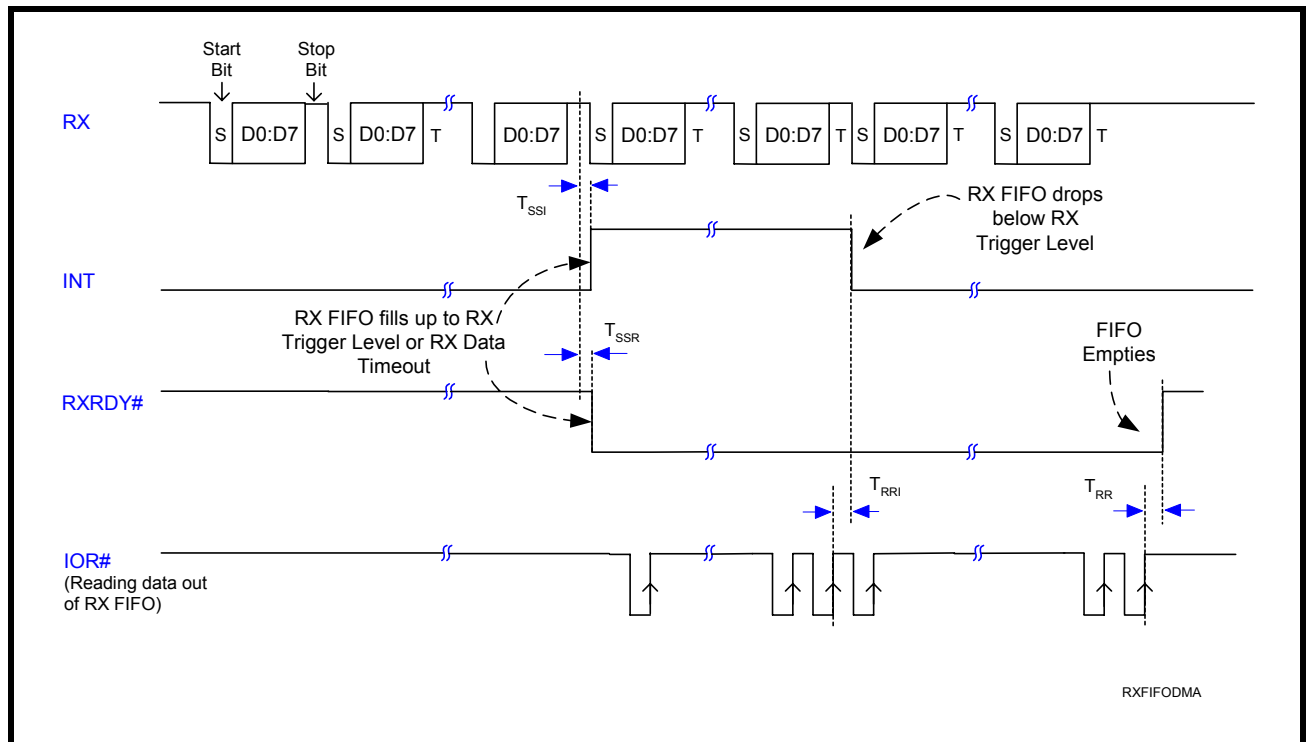 Start
Bit
Stop
Bit
RX
S D0:D7 S D0:D7 T D0:D7 S D0:D7 T S D0:D7 T S D0:D7 T S D0:D7 T
TSSI
RX FIFO drops
below RX
Trigger Level
INT
RX FIFO fills up to RX
Trigger Level or RX Data
Timeout
TSSR
FIFO
Empties
RXRDY#
TRRI
TRR
IOR#
(Reading data out
of RX FIFO)
RXFIFODMA